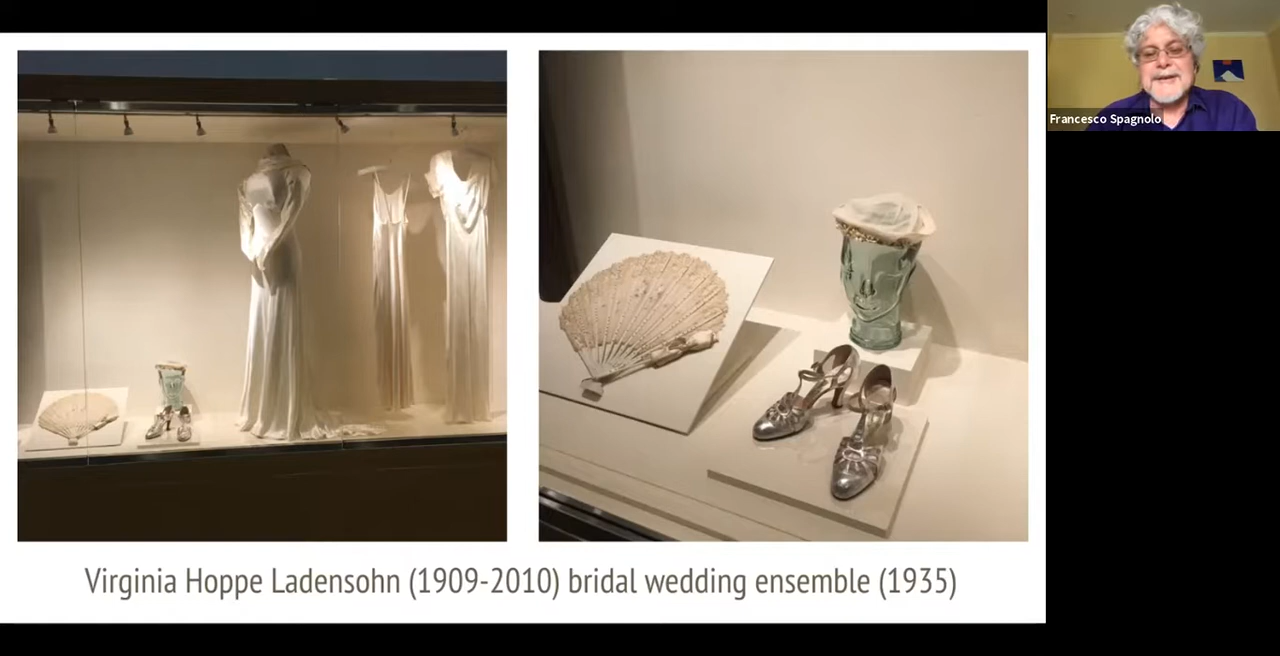 Francesco Spagnolo
Virginia Hoppe Ladensohn (1909-2010) bridal wedding ensemble (1935)